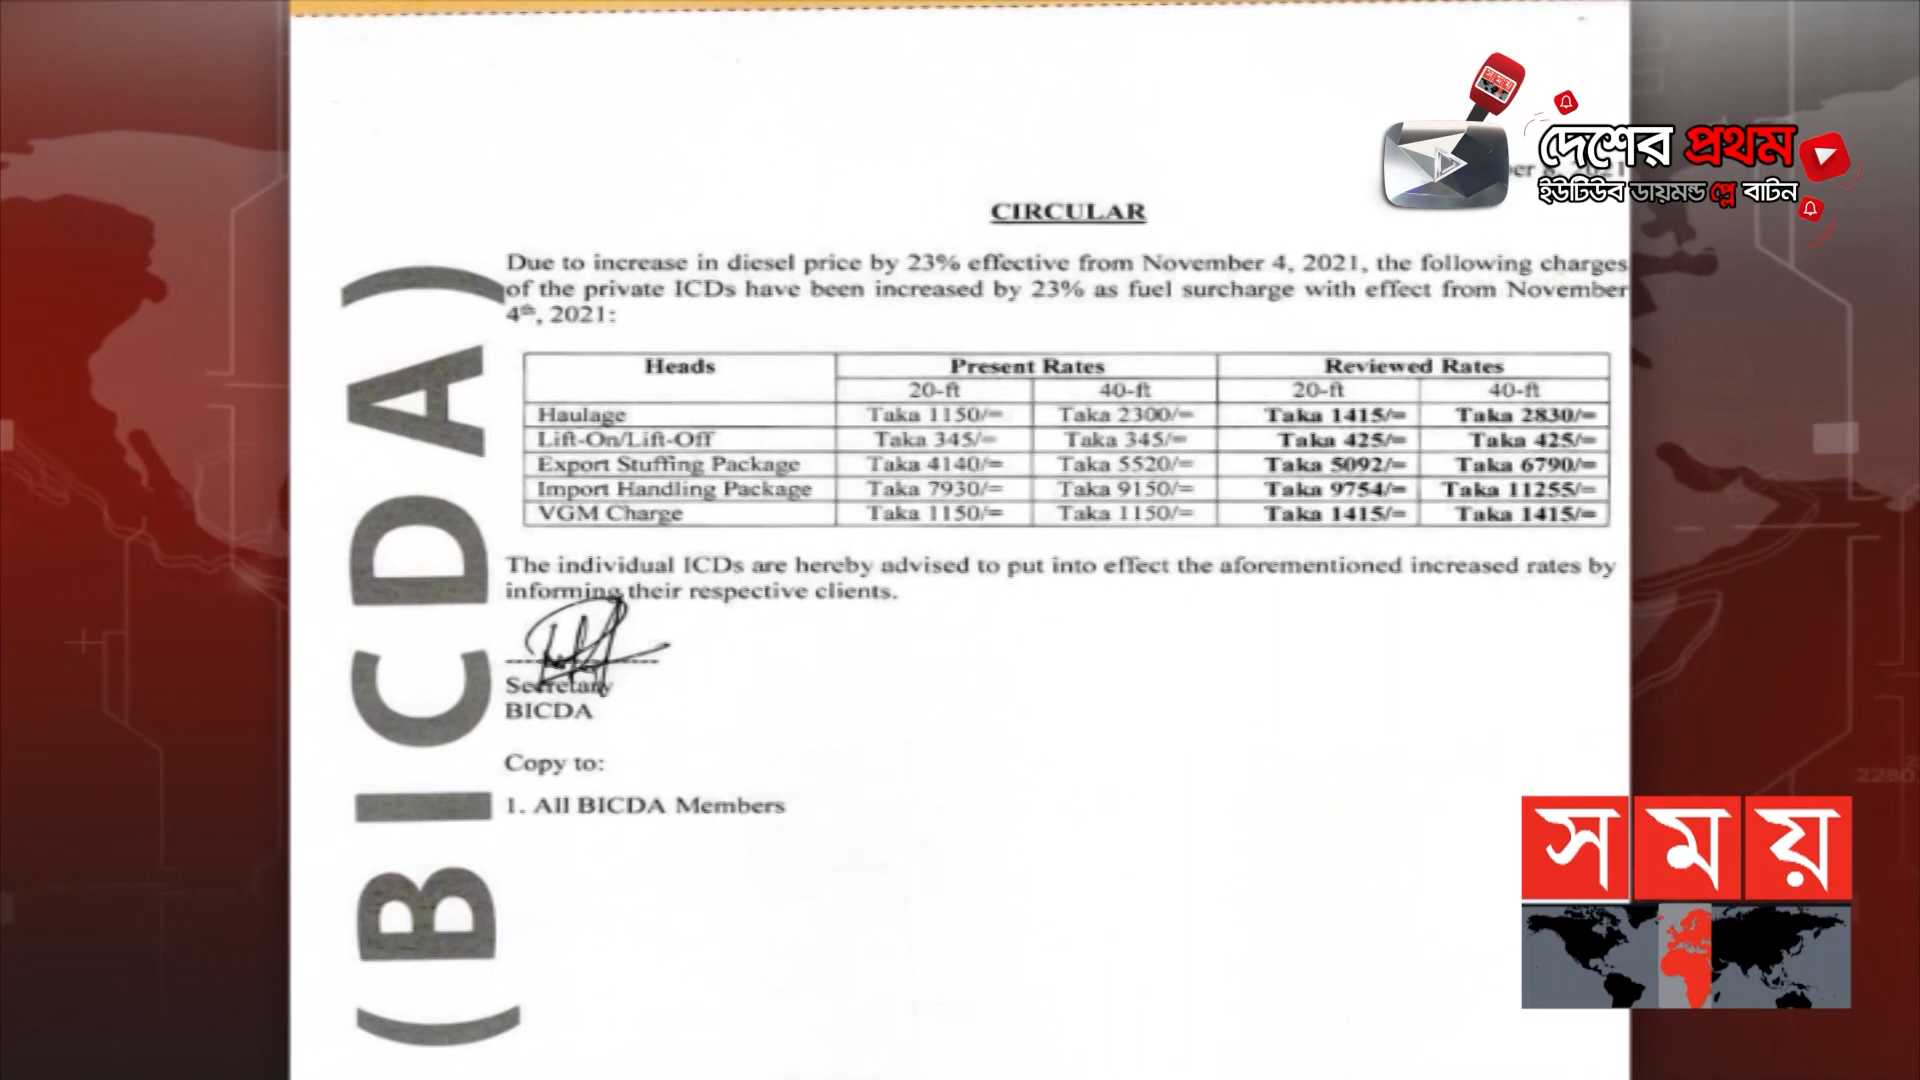 দেশের প্রথম
ইউটিউব ডায়মন্ড প্লে বাটন
2021
CIRCULAR
Due to increase in diesel price by 23% effective from November 4, 2021, the following charges
of the private ICDs have been increased by 23% as fuel surcharge with effect from November
4th, 2021:
Heads Present Rates Reviewed Rates
20-ft 40-ft 20-ft 40-ft
Haulage Taka 1150/= Taka 2300/= Taka 1415/= Taka 2830/=
Lift-On/Lift-Off Taka 345/= Taka 345/= Taka 425/= Taka 425/=
Export Stuffing Package Taka 4140/= Taka 5520/= Taka 5092/= Taka 6790/=
Import Handling Package Taka 7930/= Taka 9150/= Taka 9754/= Taka 11255/=
VGM Charge Taka 1150/= Taka 1150/= Taka 1415/= Taka 1415/=
The individual ICDs are hereby advised to put into effect the aforementioned increased rates by
informing their respective clients.
Secretary
BICDA
Copy to:
1. All BICDA Members
(BICDA)
সময়